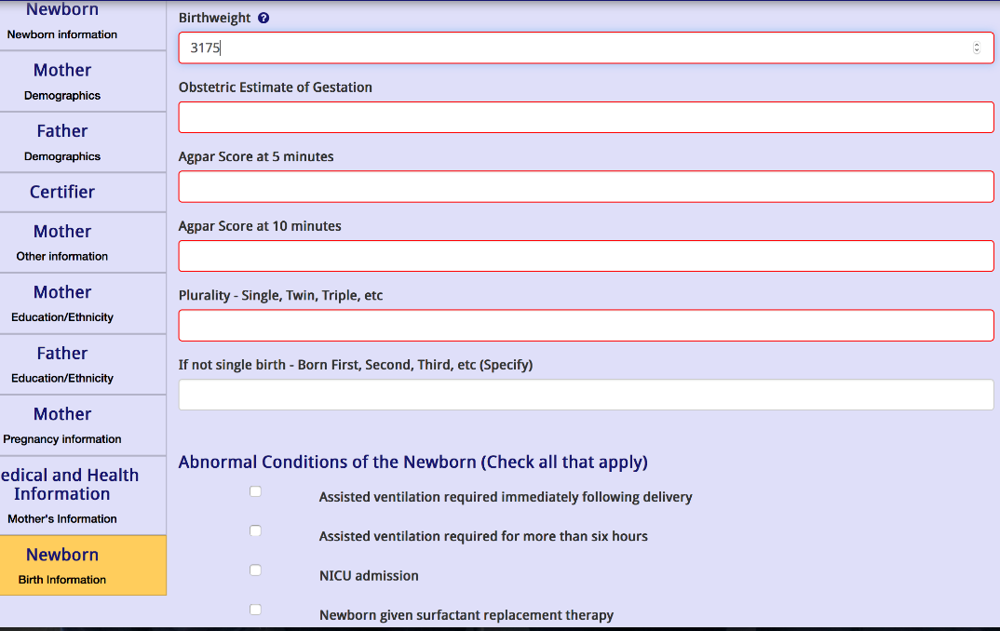 Newborn
Newborn information
Mother
Demographics
Father
Demographics
Certifier
Mother
Other information
Mother
Education/Ethnicity
Father
Education/Ethnicity
Mother
Pregnancy information
edical and Health
Information
Mother's Information
Newborn
Birth Information
Birthweight ?
3175
Obstetric Estimate of Gestation
Agpar Score at 5 minutes
Agpar Score at 10 minutes
Plurality - Single, Twin, Triple, etc
If not single birth - Born First, Second, Third, etc (Specify)
Abnormal Conditions of the Newborn (Check all that apply)
Assisted ventilation required immediately following delivery
Assisted ventilation required for more than six hours
NICU admission
Newborn given surfactant replacement therapy